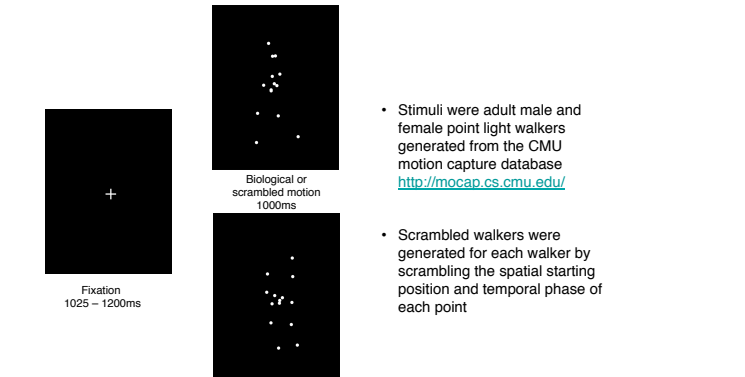 Fixation
1025 – 1200ms
Biological or
scrambled motion
1000ms
• Stimuli were adult male and
female point light walkers
generated from the CMU
motion capture database
http://mocap.cs.cmu.edu/
• Scrambled walkers were
generated for each walker by
scrambling the spatial starting
position and temporal phase of
each point